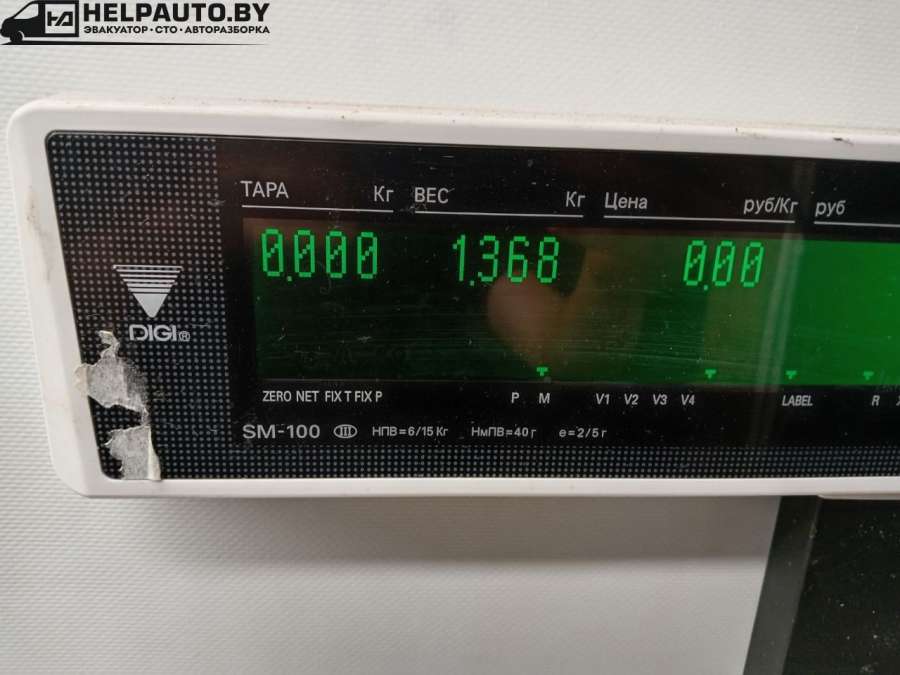 HELPAUTO.BY
ЭВАКУАТОР • СТО • АВТОРАЗБОРКА
ТАРА Кг ВЕС Кг Цена руб/Кг руб
0.000 1.368 0.00
DIGI®
ZERO NET FIX T FIX P P M V1 V2 V3 V4 LABEL R
SM-100 III НПВ=6/15 Кг НмПВ=40 г е=2/5 г